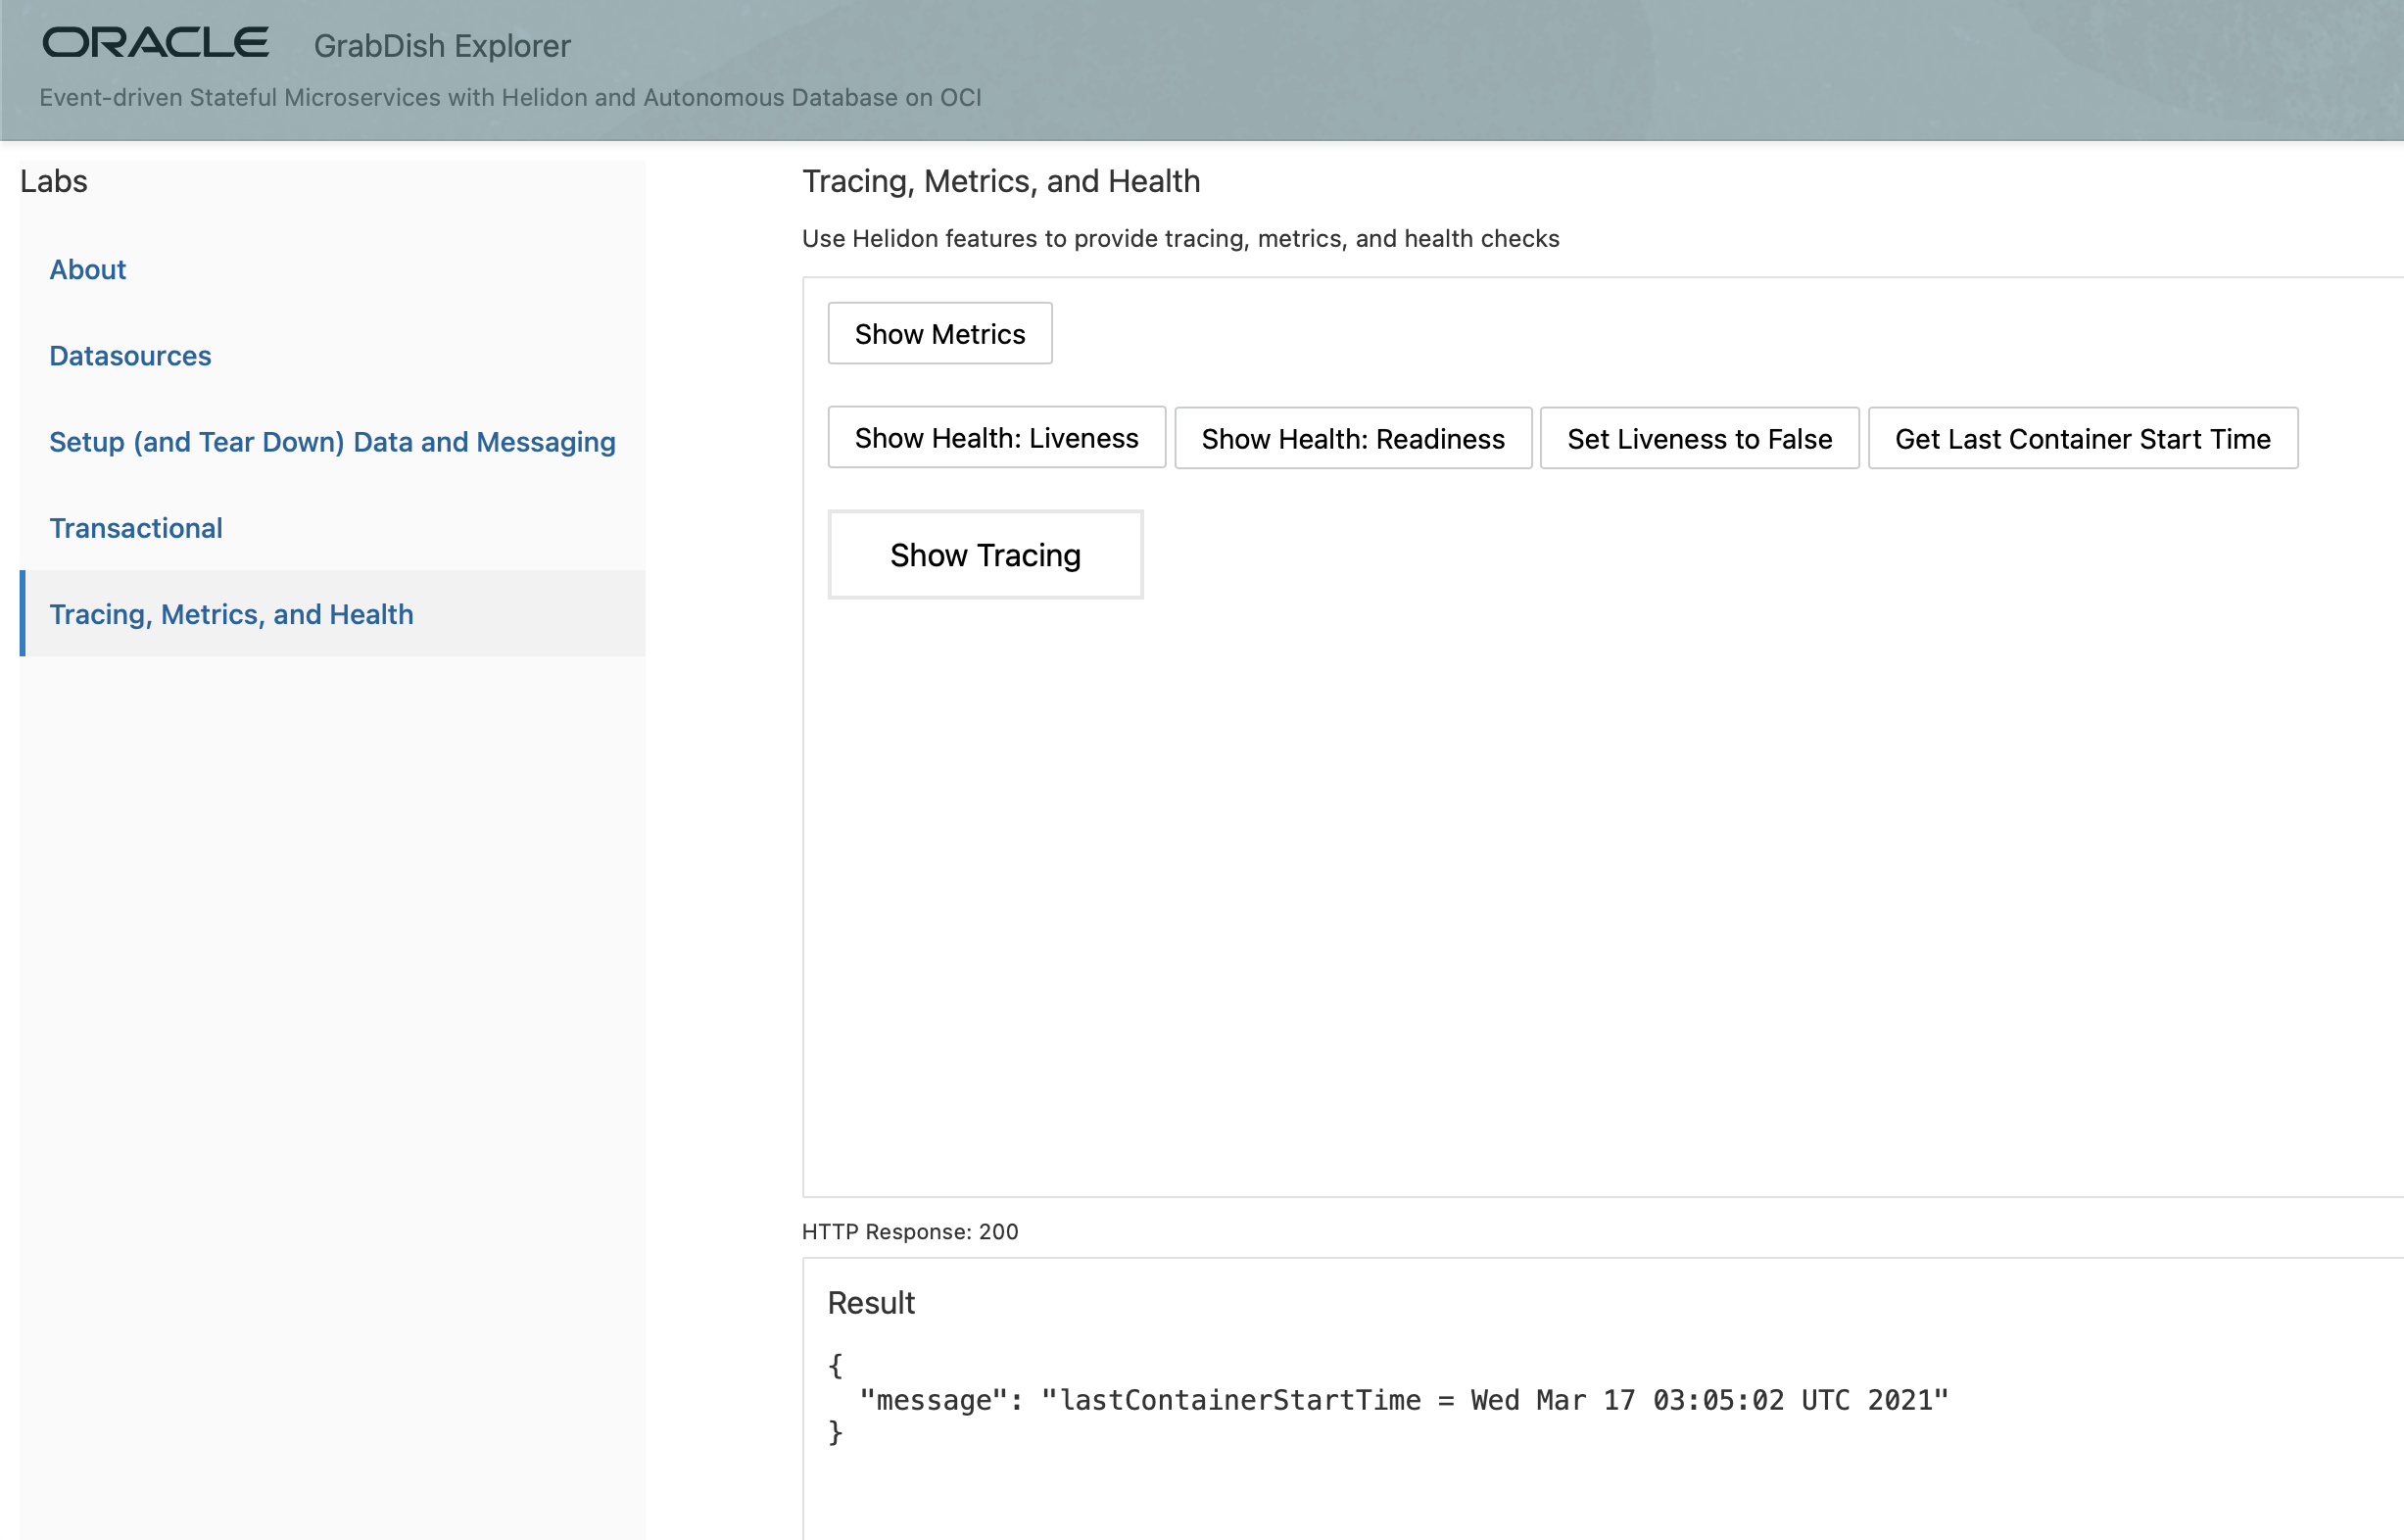 ORACLE GrabDish Explorer
Event-driven Stateful Microservices with Helidon and Autonomous Database on OCI
Labs
About
Datasources
Setup (and Tear Down) Data and Messaging
Transactional
Tracing, Metrics, and Health
Tracing, Metrics, and Health
Use Helidon features to provide tracing, metrics, and health checks
Show Metrics
Show Health: Liveness Show Health: Readiness Set Liveness to False Get Last Container Start Time
Show Tracing
HTTP Response: 200
Result
{
  "message": "lastContainerStartTime = Wed Mar 17 03:05:02 UTC 2021"
}